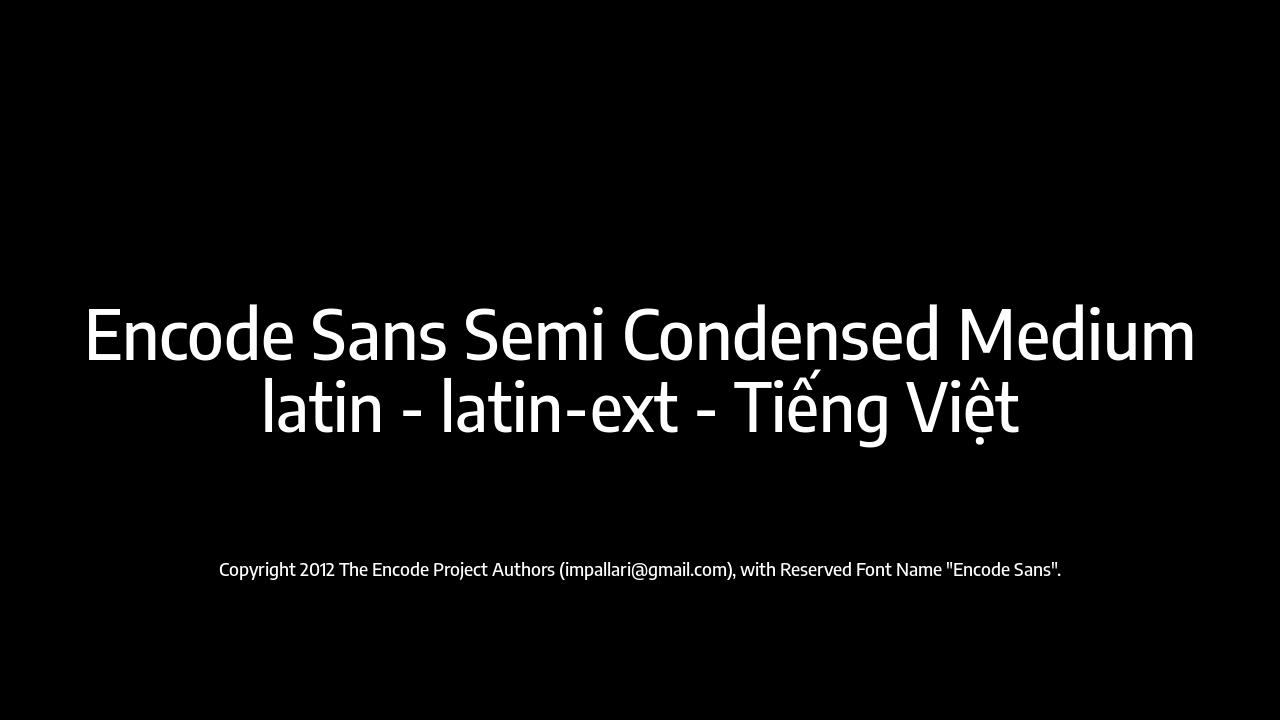 Encode Sans Semi Condensed Medium
latin - latin-ext - Tiếng Việt
Copyright 2012 The Encode Project Authors (impallari@gmail.com), with Reserved Font Name "Encode Sans".